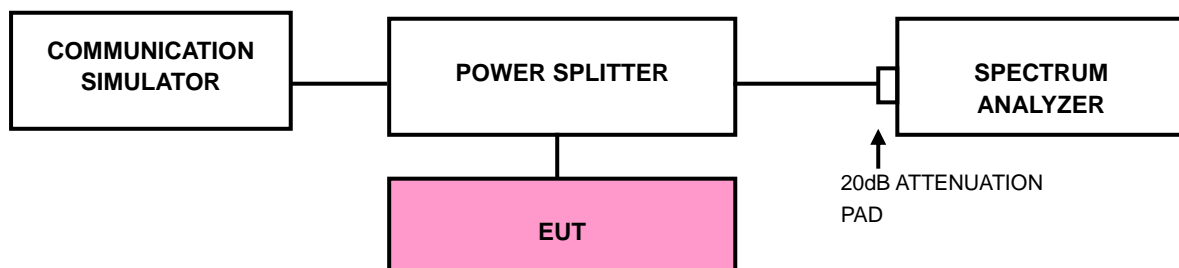 COMMUNICATION
SIMULATOR
POWER SPLITTER
SPECTRUM
ANALYZER
20dB ATTENUATION
PAD
EUT